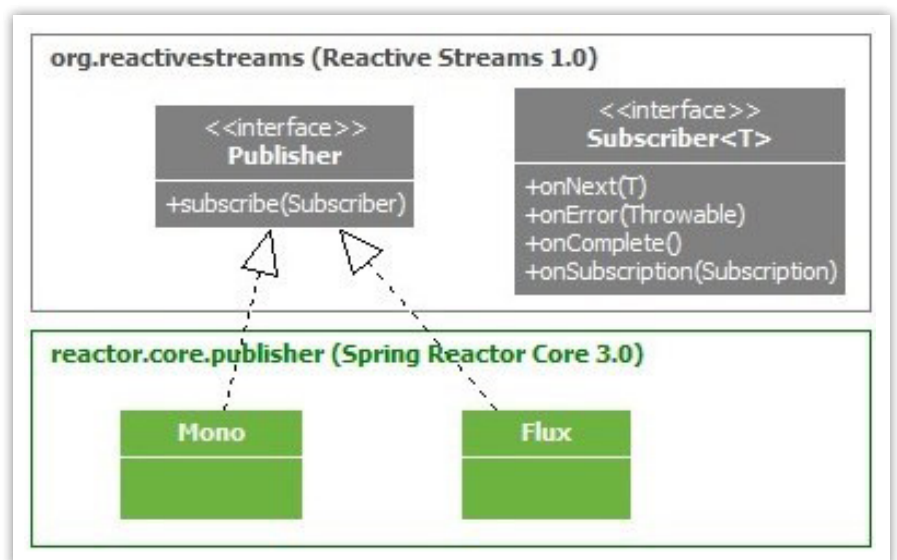 org.reactivestreams (Reactive Streams 1.0)
<<interface>>
Publisher
+subscribe(Subscriber)
<<interface>>
Subscriber<T>
+onNext(T)
+onError(Throwable)
+onComplete()
+onSubscription(Subscription)
reactor.core.publisher (Spring Reactor Core 3.0)
Mono
Flux